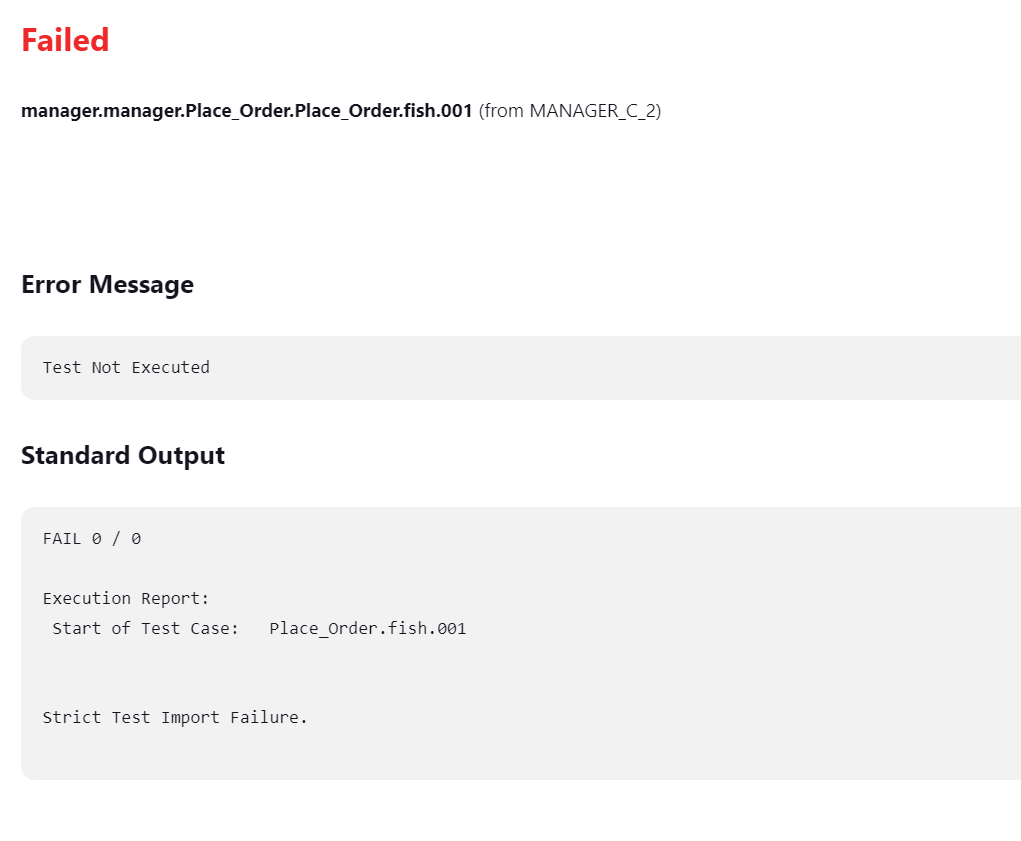 Failed
manager.manager.Place_Order.Place_Order.fish.001 (from MANAGER_C_2)
Error Message
Test Not Executed
Standard Output
FAIL 0 / 0
Execution Report:
Start of Test Case:   Place_Order.fish.001
Strict Test Import Failure.